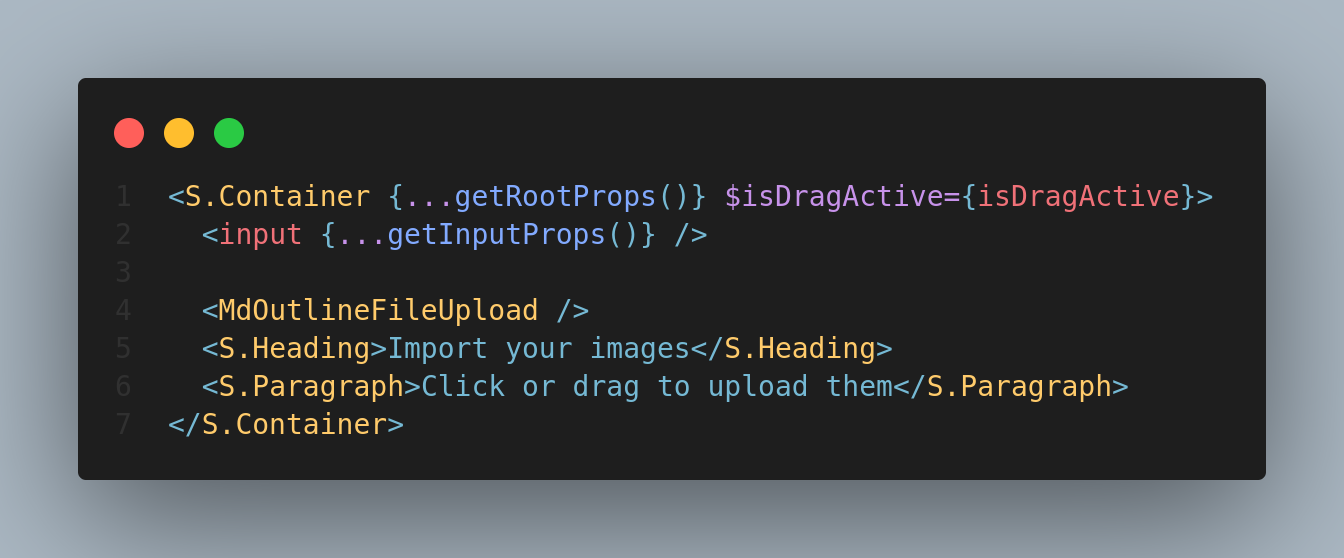 1 <S.Container {...getRootProps()} $isDragActive={isDragActive}>
2   <input {...getInputProps()} />
3
4   <MdOutlineFileUpload />
5   <S.Heading>Import your images</S.Heading>
6   <S.Paragraph>Click or drag to upload them</S.Paragraph>
7 </S.Container>